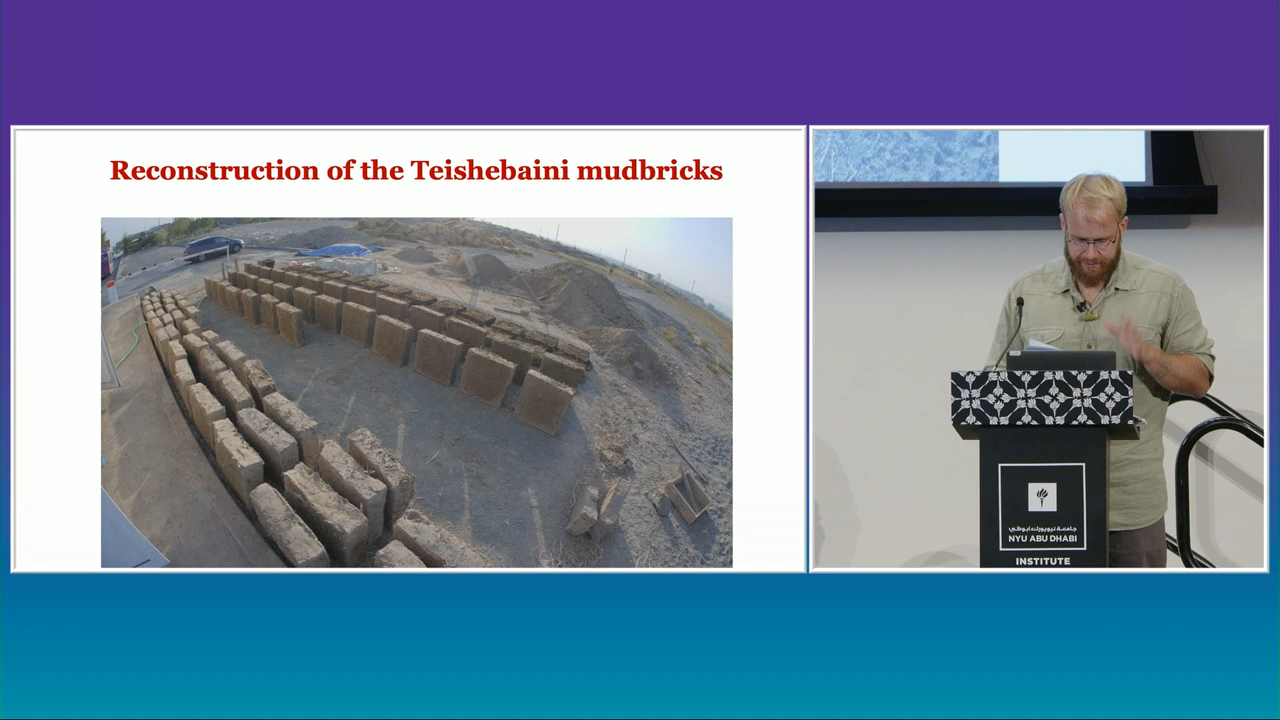 Reconstruction of the Teishebaini mudbricks
جامعة نيويورك أبوظبي
NYU ABU DHABI
INSTITUTE